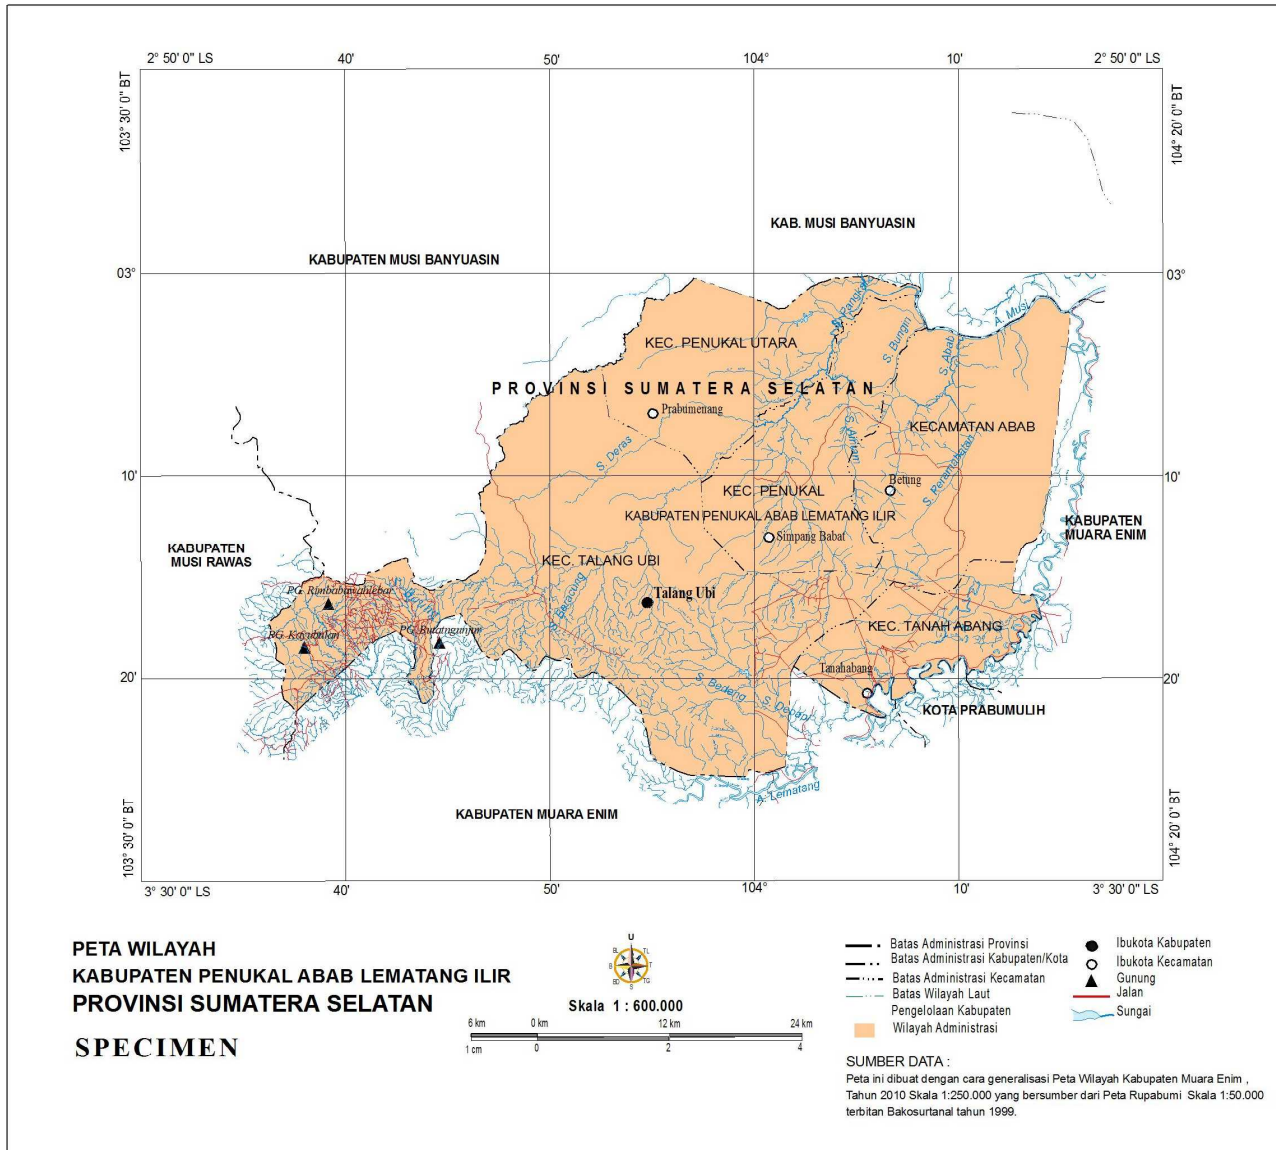 2° 50' 0" LS
40'
50'
104°
10'
2° 50' 0" LS
103° 30' 0" BT
104° 20' 0" BT
KAB. MUSI BANYUASIN
KABUPATEN MUSI BANYUASIN
03°
03°
S. Bungin
A. Musi
S. Abab
KEC. PENUKAL UTARA
PROVINSI SUMATERA SELATAN
Prabumenang
KECAMATAN ABAB
S. Deras
10'
10'
Betung
KEC. PENUKAL
KABUPATEN PENUKAL ABAB LEMATANG ILIR
KABUPATEN
MUARA ENIM
Simpang Babat
KABUPATEN
MUSI RAWAS
KEC. TALANG UBI
Talang Ubi
S. Baracung
KEC. TANAH ABANG
Tanahabang
20'
20'
S. Benang
KOTA PRABUMULIH
A. Lematang
KABUPATEN MUARA ENIM
103° 30' 0" BT
104° 20' 0" BT
3° 30' 0" LS
40'
50'
104°
10'
3° 30' 0" LS
PETA WILAYAH
KABUPATEN PENUKAL ABAB LEMATANG ILIR
PROVINSI SUMATERA SELATAN
SPECIMEN
U
BL
TL
B
T
BD
TG
S
Skala 1 : 600.000
6 km
0 km
12 km
24 km
1 cm
0
2
4
Batas Administrasi Provinsi
Batas Administrasi Kabupaten/Kota
Batas Administrasi Kecamatan
Batas Wilayah Laut
Pengelolaan Kabupaten
Wilayah Administrasi
Ibukota Kabupaten
Ibukota Kecamatan
Gunung
Jalan
Sungai
SUMBER DATA :
Peta ini dibuat dengan cara generalisasi Peta Wilayah Kabupaten Muara Enim ,
Tahun 2010 Skala 1:250.000 yang bersumber dari Peta Rupabumi Skala 1:50.000
terbitan Bakosurtanal tahun 1999.